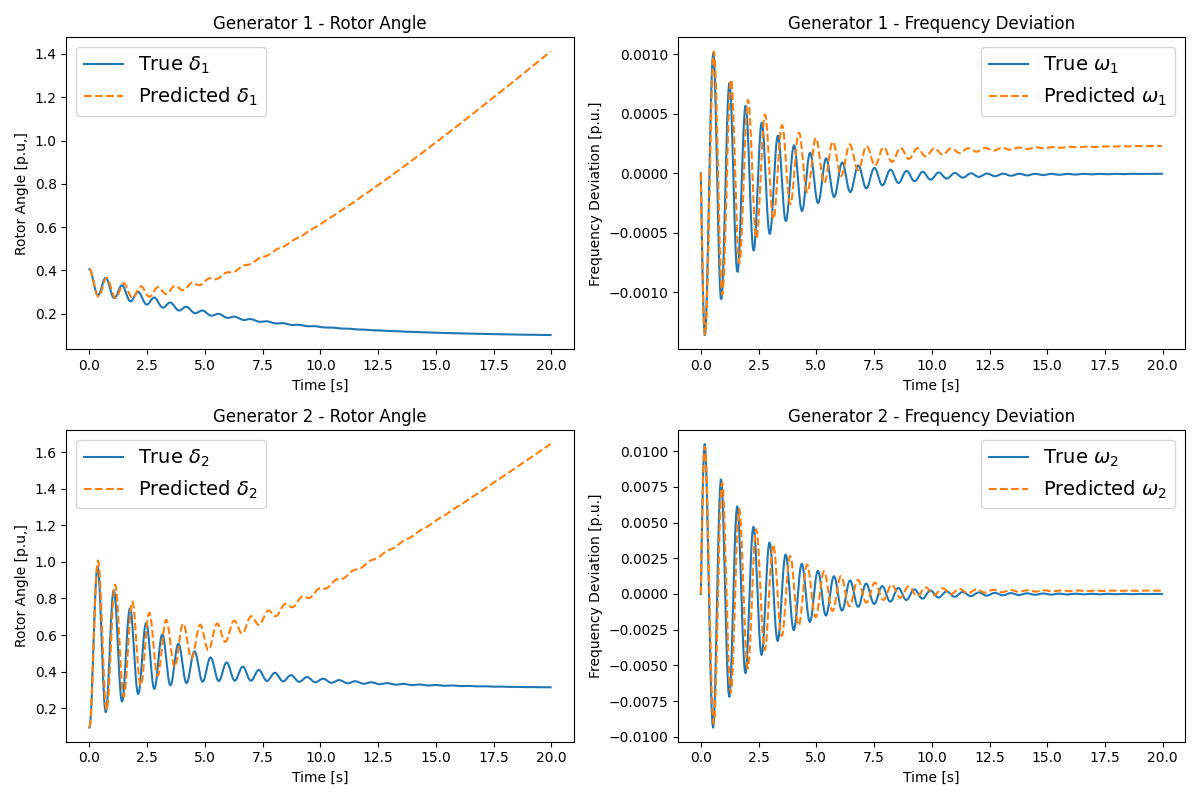 Generator 1 - Rotor Angle
Rotor Angle [p.u,]
1.4
1.2
1.0
0.8
0.6
0.4
0.2
True δ₁
Predicted δ₁
0.0 2.5 5.0 7.5 10.0 12.5 15.0 17.5 20.0
Time [s]
Generator 1 - Frequency Deviation
Frequency Deviation [p.u.]
0.0010
0.0005
0.0000
−0.0005
−0.0010
True ω₁
Predicted ω₁
0.0 2.5 5.0 7.5 10.0 12.5 15.0 17.5 20.0
Time [s]
Generator 2 - Rotor Angle
Rotor Angle [p.u,]
1.6
1.4
1.2
1.0
0.8
0.6
0.4
0.2
True δ₂
Predicted δ₂
0.0 2.5 5.0 7.5 10.0 12.5 15.0 17.5 20.0
Time [s]
Generator 2 - Frequency Deviation
Frequency Deviation [p.u.]
0.0100
0.0075
0.0050
0.0025
0.0000
−0.0025
−0.0050
−0.0075
−0.0100
True ω₂
Predicted ω₂
0.0 2.5 5.0 7.5 10.0 12.5 15.0 17.5 20.0
Time [s]